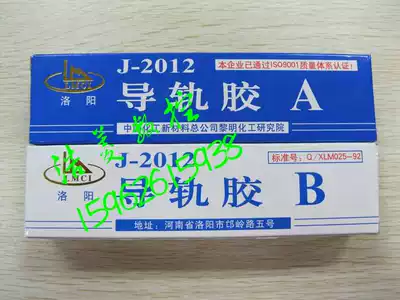 本企业已通过ISO9001质量体系认证!
LMCI
洛阳
J-2012
导轨胶 A
中国化工新材料总公司黎明化工研究院
J-2012
标准号:Q/XLM025-92
LMCI
洛阳
导轨胶 B
地址:河南省洛阳市邙岭路五号
数控